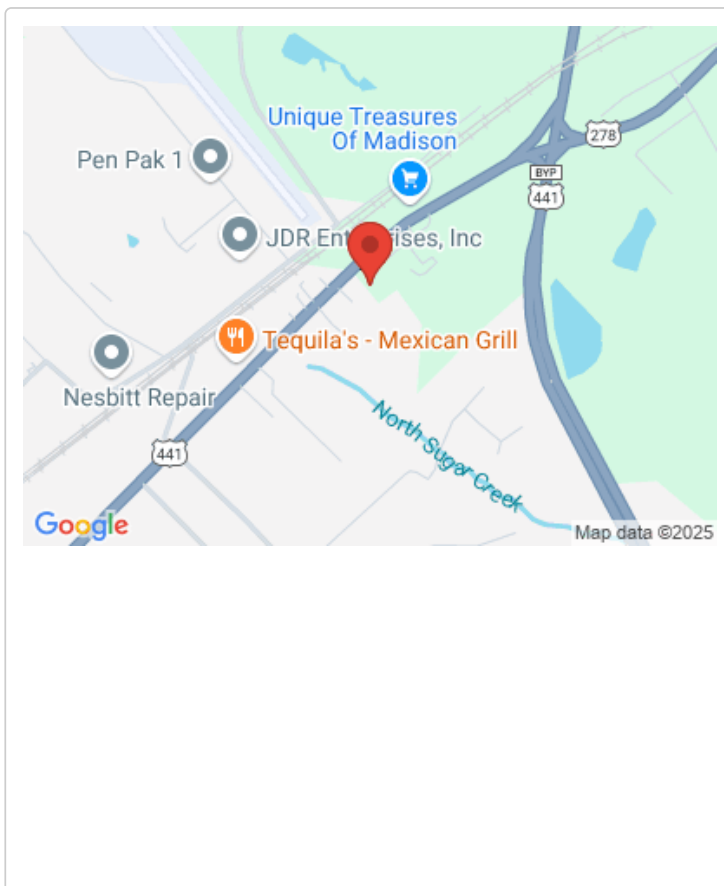 Unique Treasures
Of Madison
278
Pen Pak 1
BYP
441
JDR Enterprises, Inc
Tequila's - Mexican Grill
Nesbitt Repair
North Sugar Creek
441
Google
Map data ©2025